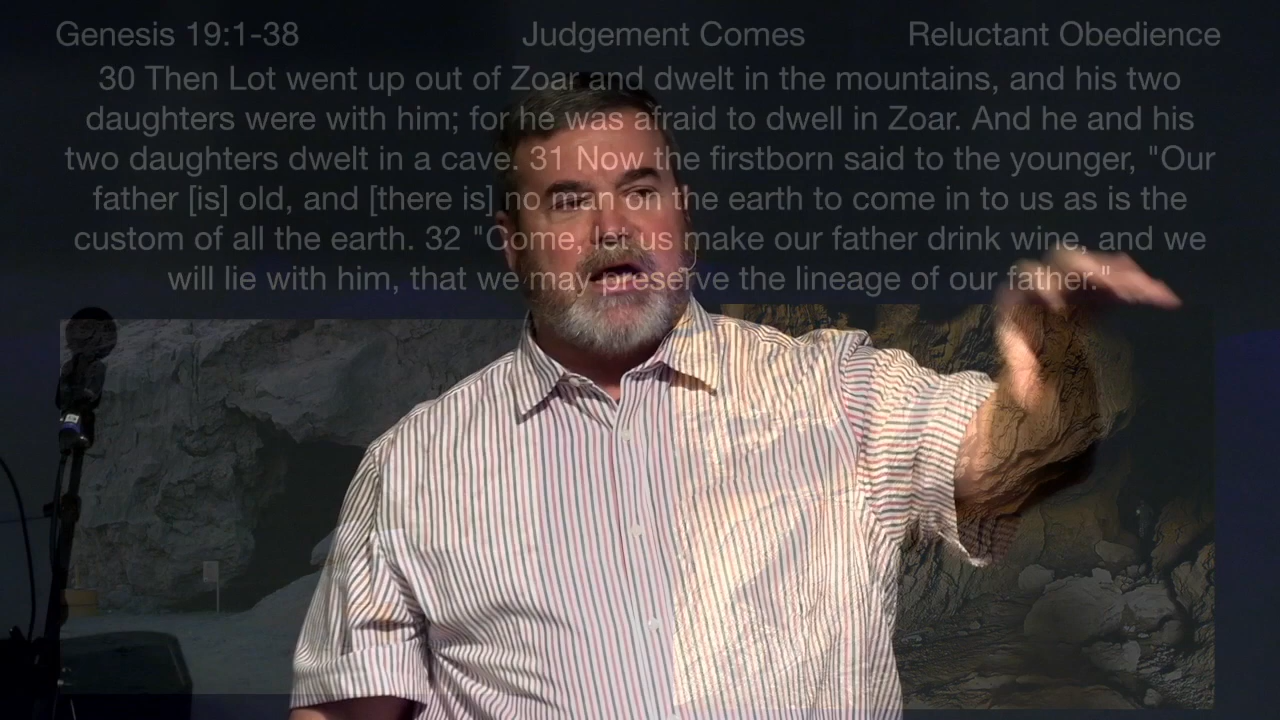 Genesis 19:1-38 Judgement Comes Reluctant Obedience
30 Then Lot went up out of Zoar and dwelt in the mountains, and his two
daughters were with him; for he was afraid to dwell in Zoar. And he and his
two daughters dwelt in a cave. 31 Now the firstborn said to the younger, "Our
father [is] old, and [there is] no man on the earth to come in to us as is the
custom of all the earth. 32 "Come, let us make our father drink wine, and we
will lie with him, that we may preserve the lineage of our father."